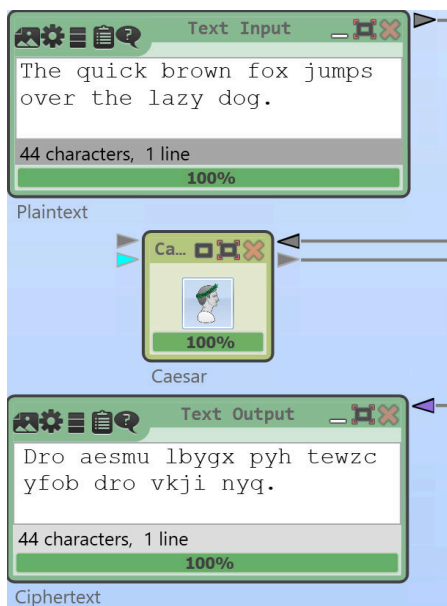 Text Input
The quick brown fox jumps
over the lazy dog.
44 characters, 1 line
100%
Plaintext
Ca...
100%
Caesar
Text Output
Dro aesmu lbygx pyh tewzc
yfob dro vkji nyq.
44 characters, 1 line
100%
Ciphertext